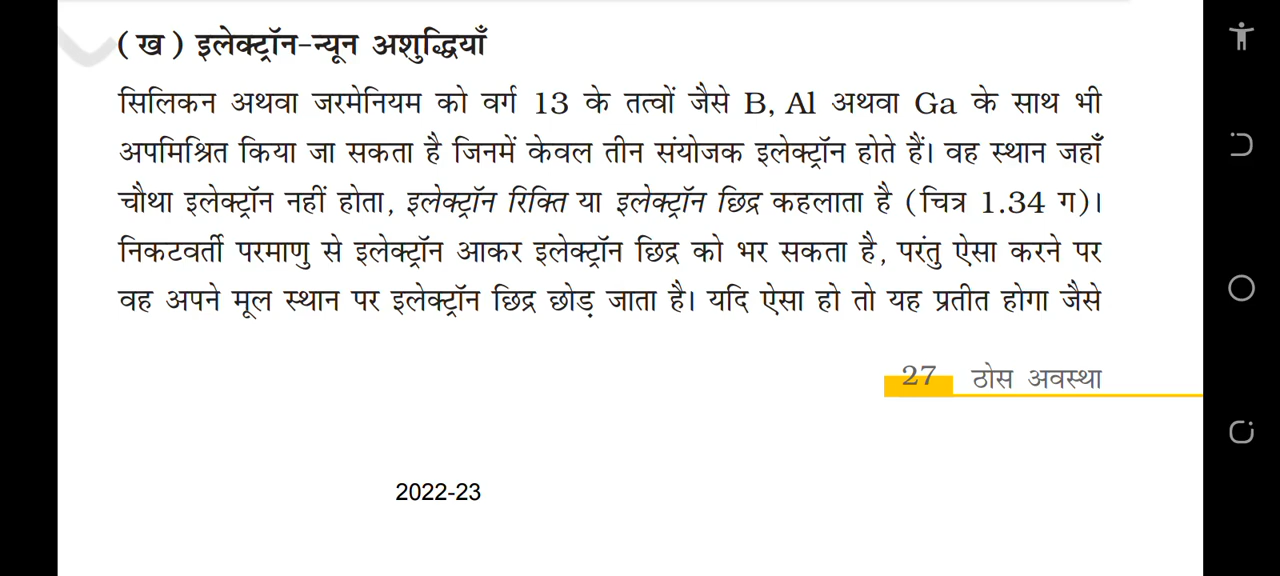 (ख) इलेक्ट्रॉन-न्यून अशुद्धियाँ
सिलिकन अथवा जरमेनियम को वर्ग 13 के तत्वों जैसे B, Al अथवा Ga के साथ भी
अपमिश्रित किया जा सकता है जिनमें केवल तीन संयोजक इलेक्ट्रॉन होते हैं। वह स्थान जहाँ
चौथा इलेक्ट्रॉन नहीं होता, इलेक्ट्रॉन रिक्ति या इलेक्ट्रॉन छिद्र कहलाता है (चित्र 1.34 ग)।
निकटवर्ती परमाणु से इलेक्ट्रॉन आकर इलेक्ट्रॉन छिद्र को भर सकता है, परंतु ऐसा करने पर
वह अपने मूल स्थान पर इलेक्ट्रॉन छिद्र छोड़ जाता है। यदि ऐसा हो तो यह प्रतीत होगा जैसे
27 ठोस अवस्था
2022-23